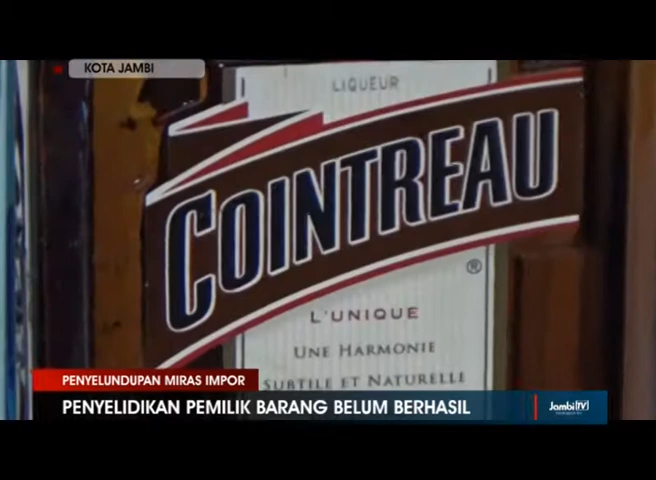 KOTA JAMBI
LIQUEUR
COINTREAU
®
L'UNIQUE
UNE HARMONIE
SUBTILE ET NATURELLE
PENYELUNDUPAN MIRAS IMPOR
PENYELIDIKAN PEMILIK BARANG BELUM BERHASIL
Jambi TV